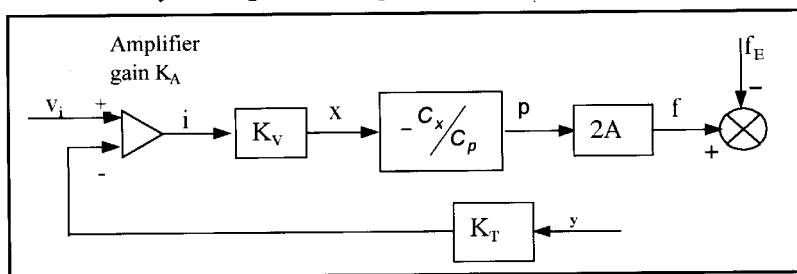 Amplifier
gain K_A
f_E
v_i
+
-
i
K_V
x
-C_x/C_p
p
2A
f
-
+
K_T
y